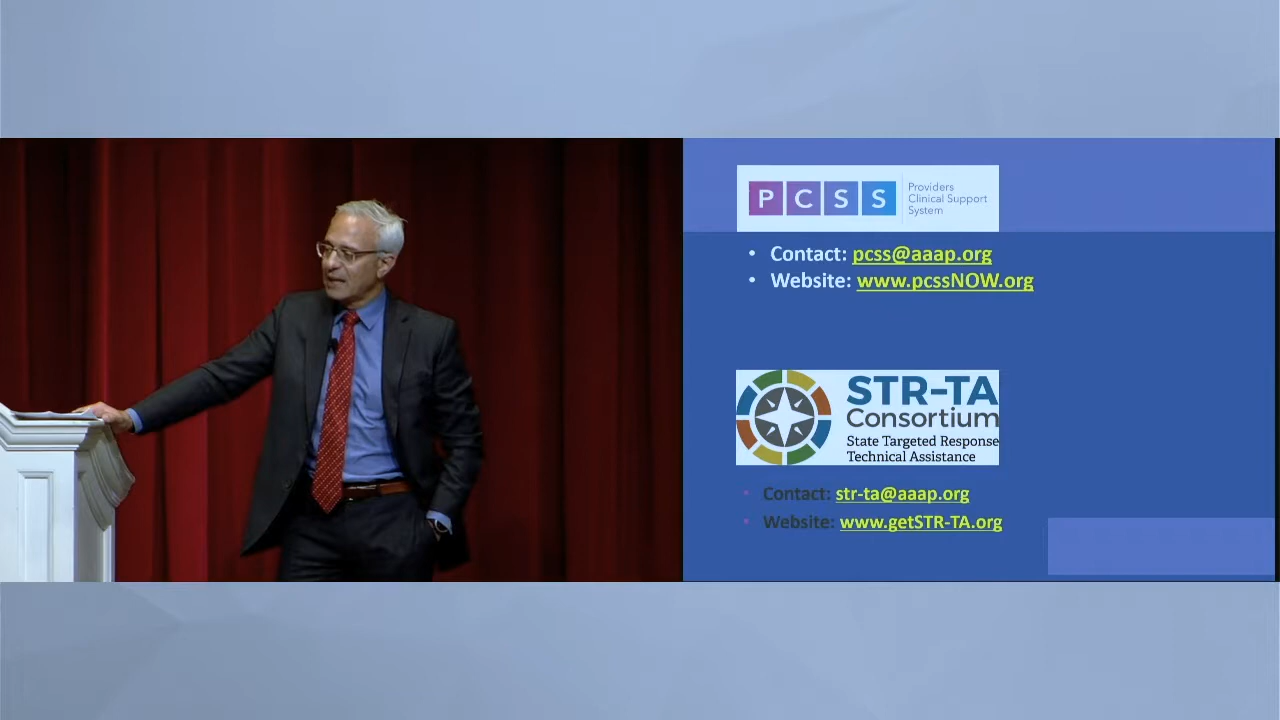 PCSS
Providers
Clinical Support
System
• Contact: pcss@aaap.org
• Website: www.pcssNOW.org
STR-TA
Consortium
State Targeted Response
Technical Assistance
• Contact: str-ta@aaap.org
• Website: www.getSTR-TA.org